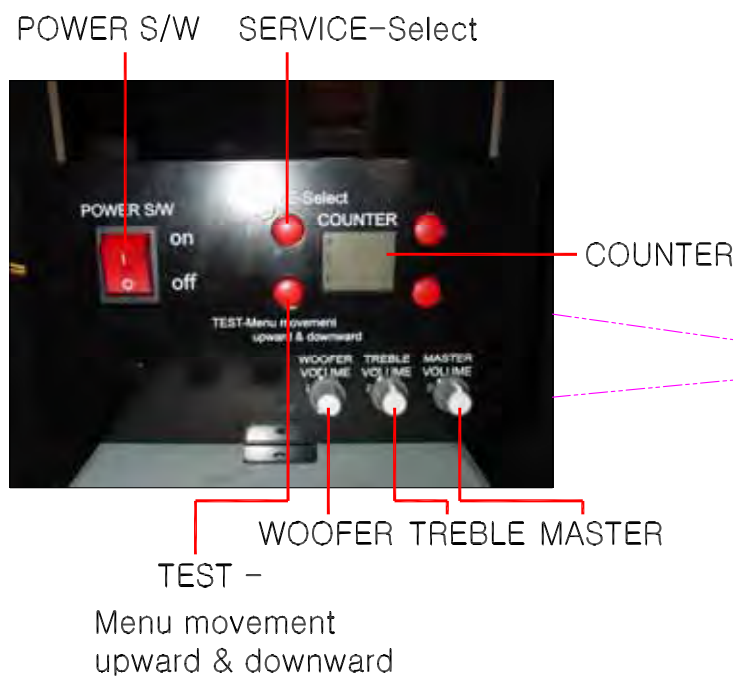 POWER S/W SERVICE-Select
E-Select
POWER S/W
COUNTER
on
off
COUNTER
TEST-Menu movement
upward & downward
WOOFER TREBLE MASTER
VOLUME VOLUME VOLUME
WOOFER TREBLE MASTER
TEST -
Menu movement
upward & downward